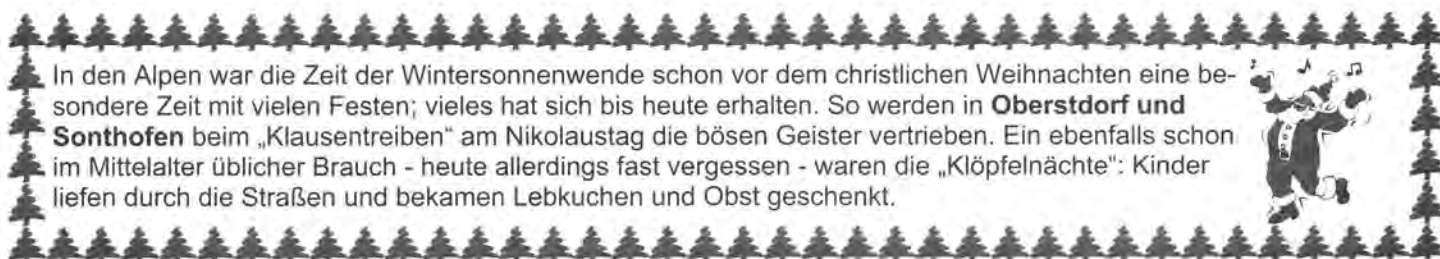 In den Alpen war die Zeit der Wintersonnenwende schon vor dem christlichen Weihnachten eine be-
sondere Zeit mit vielen Festen; vieles hat sich bis heute erhalten. So werden in Oberstdorf und
Sonthofen beim „Klausentreiben“ am Nikolaustag die bösen Geister vertrieben. Ein ebenfalls schon
im Mittelalter üblicher Brauch - heute allerdings fast vergessen - waren die „Klöpfelnächte“: Kinder
liefen durch die Straßen und bekamen Lebkuchen und Obst geschenkt.